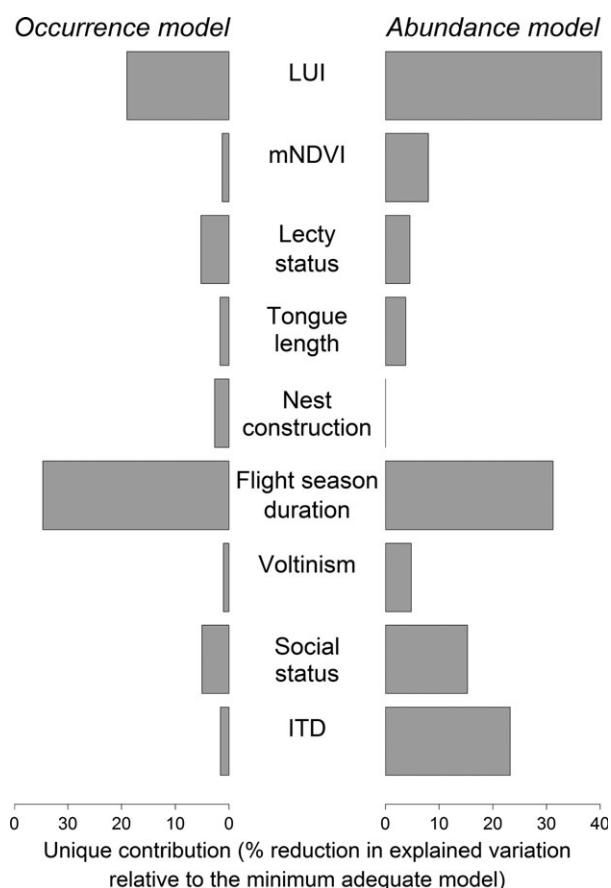 Occurrence model Abundance model
LUI
mNDVI
Lecty
status
Tongue
length
Nest
construction
Flight season
duration
Voltinism
Social
status
ITD
0 30 20 10 0 0 10 20 30 40
Unique contribution (% reduction in explained variation
relative to the minimum adequate model)